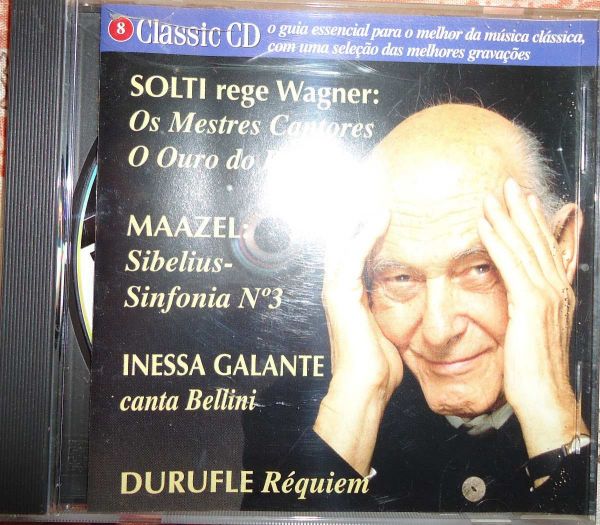 8 Classic CD o guia essencial para o melhor da música clássica,
com uma seleção das melhores gravações
SOLTI rege Wagner:
Os Mestres Cantores
O Ouro do
MAAZEL:
Sibelius-
Sinfonia Nº3
INESSA GALANTE
canta Bellini
DURUFLE Réquiem